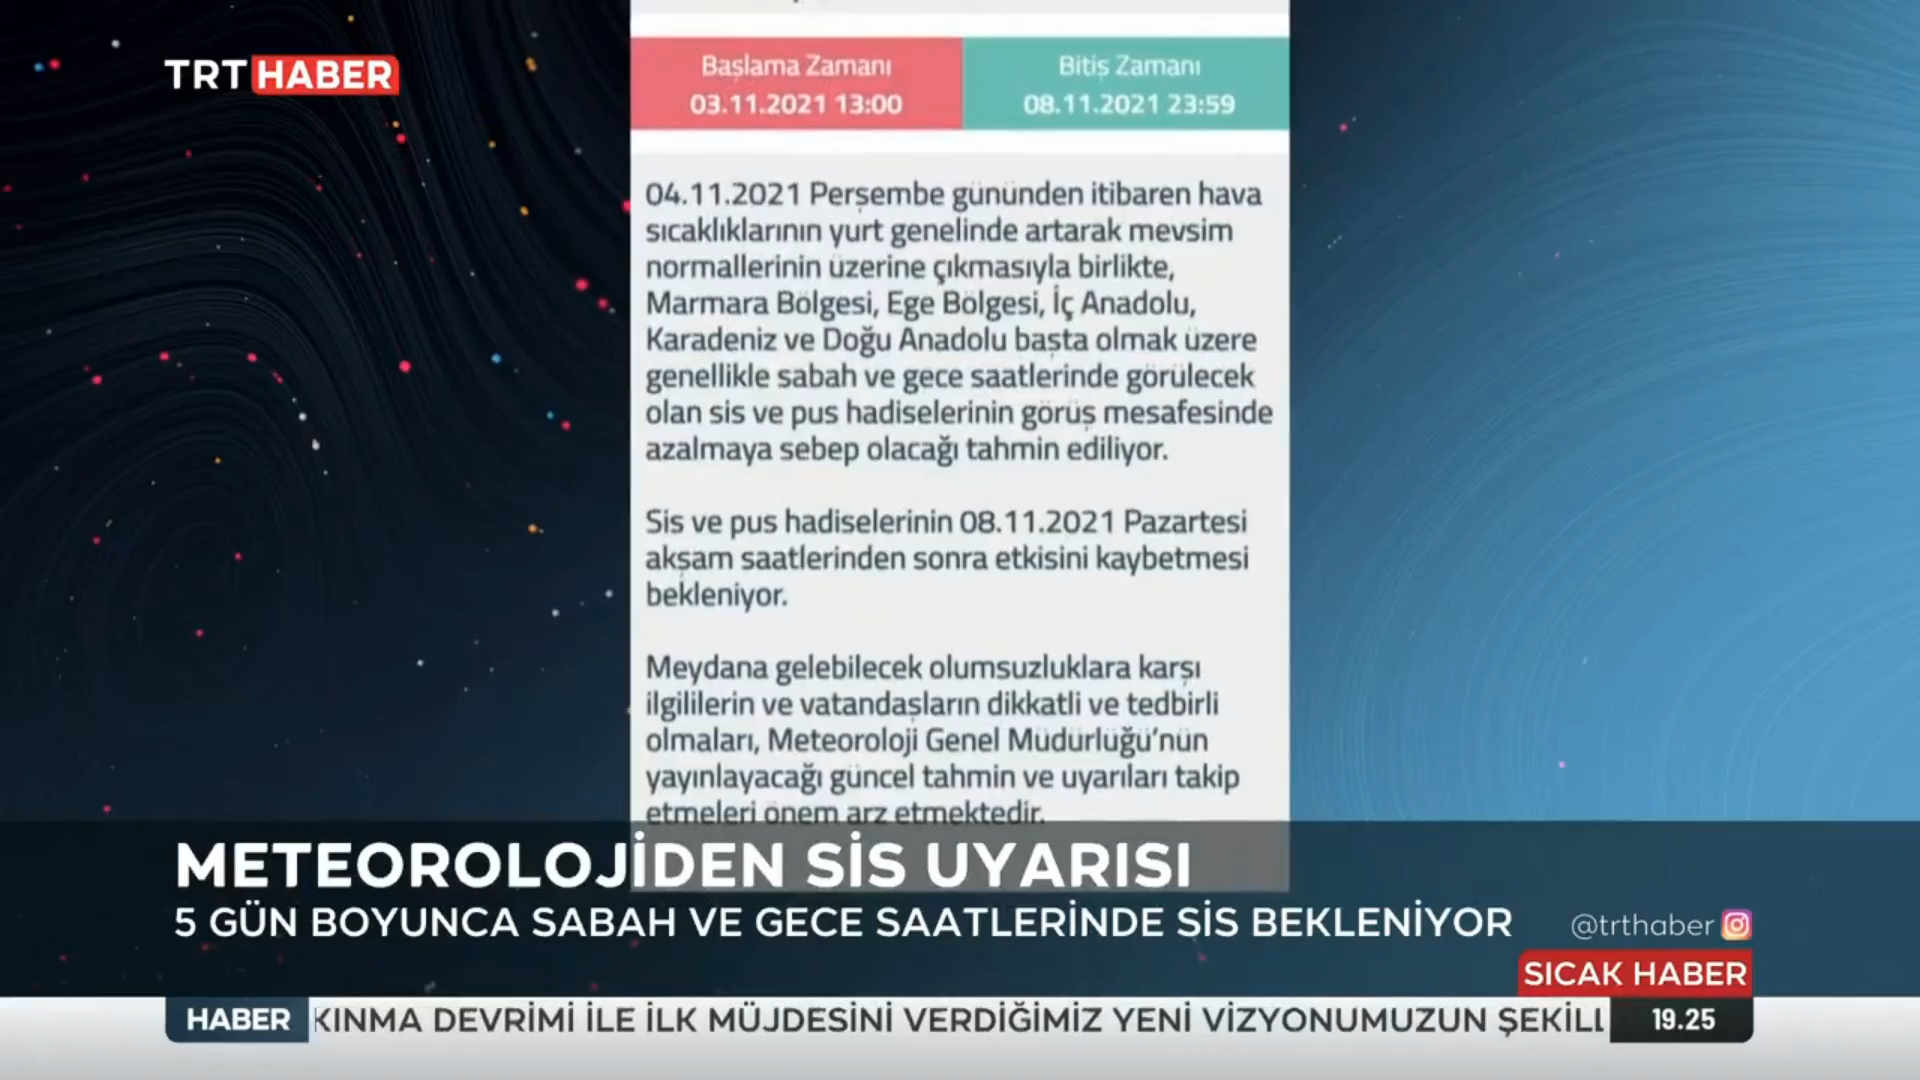 TRT HABER
Başlama Zamanı
03.11.2021 13:00
Bitiş Zamanı
08.11.2021 23:59
04.11.2021 Perşembe gününden itibaren hava
sıcaklıklarının yurt genelinde artarak mevsim
normallerinin üzerine çıkmasıyla birlikte,
Marmara Bölgesi, Ege Bölgesi, İç Anadolu,
Karadeniz ve Doğu Anadolu başta olmak üzere
genellikle sabah ve gece saatlerinde görülecek
olan sis ve pus hadiselerinin görüş mesafesinde
azalmaya sebep olacağı tahmin ediliyor.
Sis ve pus hadiselerinin 08.11.2021 Pazartesi
akşam saatlerinden sonra etkisini kaybetmesi
bekleniyor.
Meydana gelebilecek olumsuzluklara karşı
ilgililerin ve vatandaşların dikkatli ve tedbirli
olmaları, Meteoroloji Genel Müdürlüğü'nün
yayınlayacağı güncel tahmin ve uyarıları takip
etmeleri önem arz etmektedir.
METEOROLOJİDEN SİS UYARISI
5 GÜN BOYUNCA SABAH VE GECE SAATLERİNDE SİS BEKLENİYOR
@trthaber
SICAK HABER
HABER
KINMA DEVRİMİ İLE İLK MÜJDESİNİ VERDİĞİMİZ YENİ VİZYONUMUZUN ŞEKİLL
19.25